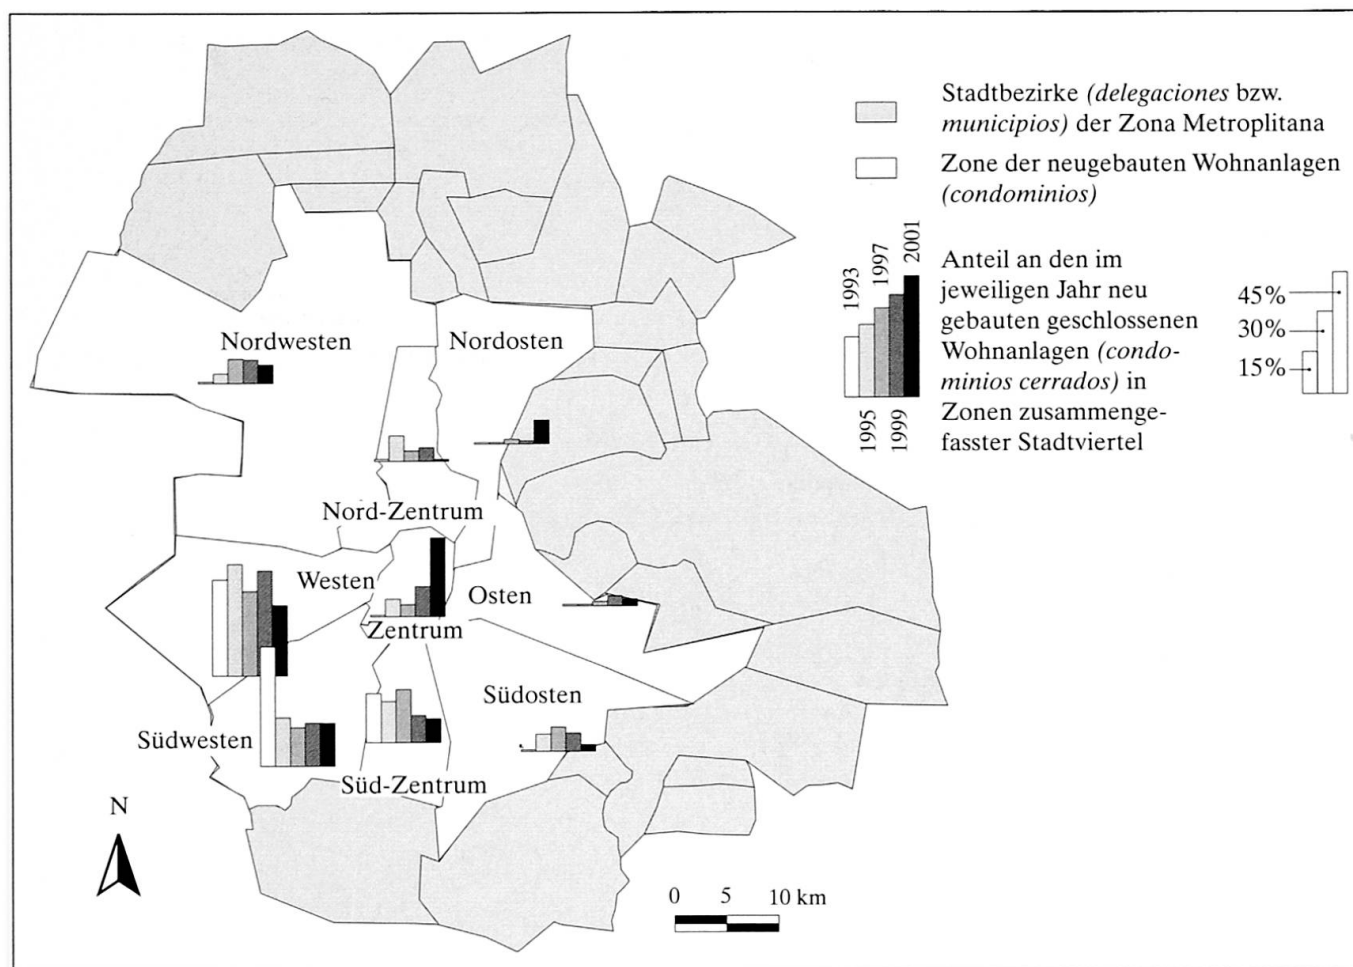 Stadtbezirke (delegaciones bzw.
municipios) der Zona Metroplitana
Zone der neugebauten Wohnanlagen
(condominios)
1993
1997
2001
1995
1999
Anteil an den im
jeweiligen Jahr neu
gebauten geschlossenen
Wohnanlagen (condo-
minios cerrados) in
Zonen zusammenge-
fasster Stadtviertel
45%
30%
15%
Nordwesten
Nordosten
Nord-Zentrum
Westen
Osten
Zentrum
Südosten
Südwesten
Süd-Zentrum
N
0 5 10 km